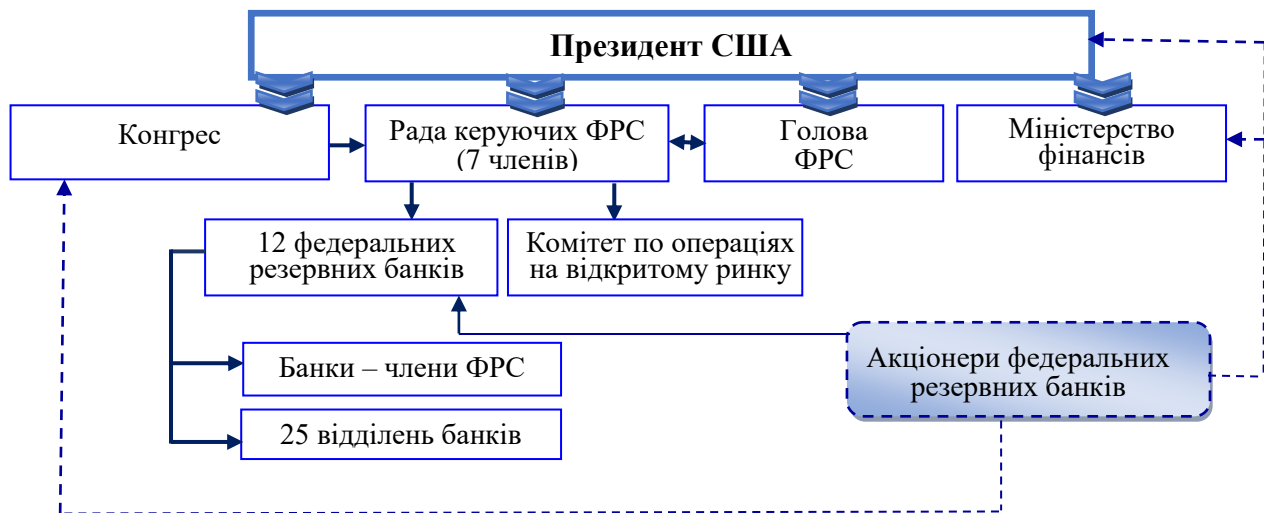 Президент США
Конгрес
Рада керуючих ФРС
(7 членів)
Голова
ФРС
Міністерство
фінансів
12 федеральних
резервних банків
Комітет по операціях
на відкритому ринку
Банки – члени ФРС
25 відділень банків
Акціонери федеральних
резервних банків